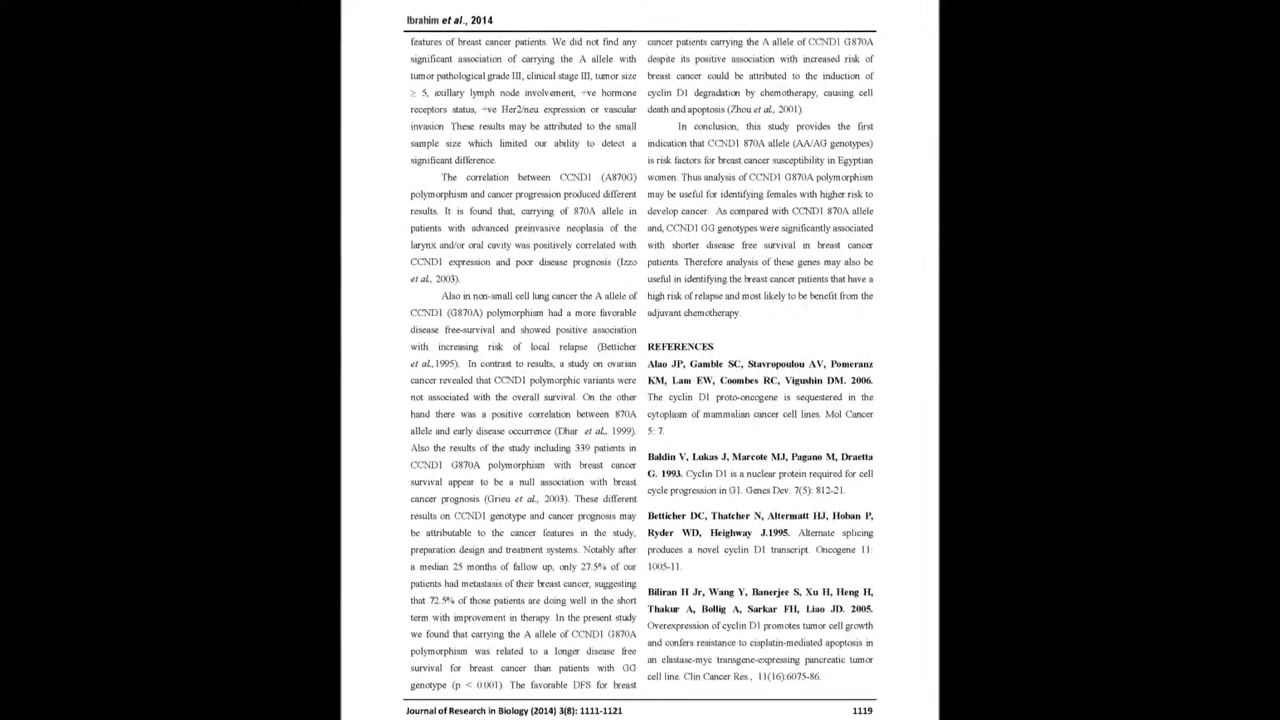 Ibrahim et al., 2014
features of breast cancer patients. We did not find any
significant association of carrying the A allele with
tumor pathological grade III, clinical stage III, tumor size
≥ 5, axillary lymph node involvement, +ve hormone
receptors status, +ve Her2/neu expression or vascular
invasion. These results may be attributed to the small
sample size which limited our ability to detect a
significant difference.
The correlation between CCND1 (A870G)
polymorphism and cancer progression produced different
results. It is found that, carrying of 870A allele in
patients with advanced preinvasive neoplasia of the
larynx and/or oral cavity was positively correlated with
CCND1 expression and poor disease prognosis (Izzo
et al., 2003).
Also in non-small cell lung cancer the A allele of
CCND1 (G870A) polymorphism had a more favorable
disease free-survival and showed positive association
with increasing risk of local relapse (Betticher
et al.,1995). In contrast to results, a study on ovarian
cancer revealed that CCND1 polymorphic variants were
not associated with the overall survival. On the other
hand there was a positive correlation between 870A
allele and early disease occurrence (Dhar et al., 1999).
Also the results of the study including 339 patients in
CCND1 G870A polymorphism with breast cancer
survival appear to be a null association with breast
cancer prognosis (Grieu et al., 2003). These different
results on CCND1 genotype and cancer prognosis may
be attributable to the cancer features in the study,
preparation design and treatment systems. Notably after
a median 25 months of fallow up, only 27.5% of our
patients had metastasis of their breast cancer, suggesting
that 72.5% of those patients are doing well in the short
term with improvement in therapy. In the present study
we found that carrying the A allele of CCND1 G870A
polymorphism was related to a longer disease free
survival for breast cancer than patients with GG
genotype (p < 0.001). The favorable DFS for breast
cancer patients carrying the A allele of CCND1 G870A
despite its positive association with increased risk of
breast cancer could be attributed to the induction of
cyclin D1 degradation by chemotherapy, causing cell
death and apoptosis (Zhou et al., 2001).
In conclusion, this study provides the first
indication that CCND1 870A allele (AA/AG genotypes)
is risk factors for breast cancer susceptibility in Egyptian
women. Thus analysis of CCND1 G870A polymorphism
may be useful for identifying females with higher risk to
develop cancer. As compared with CCND1 870A allele
and, CCND1 GG genotypes were significantly associated
with shorter disease free survival in breast cancer
patients. Therefore analysis of these genes may also be
useful in identifying the breast cancer patients that have a
high risk of relapse and most likely to be benefit from the
adjuvant chemotherapy.
REFERENCES
Alao JP, Gamble SC, Stavropoulou AV, Pomeranz
KM, Lam EW, Coombes RC, Vigushin DM. 2006.
The cyclin D1 proto-oncogene is sequestered in the
cytoplasm of mammalian cancer cell lines. Mol Cancer
5: 7.
Baldin V, Lukas J, Marcote MJ, Pagano M, Draetta
G. 1993. Cyclin D1 is a nuclear protein required for cell
cycle progression in G1. Genes Dev. 7(5): 812-21.
Betticher DC, Thatcher N, Altermatt HJ, Hoban P,
Ryder WD, Heighway J.1995. Alternate splicing
produces a novel cyclin D1 transcript. Oncogene 11:
1005-11.
Biliran H Jr, Wang Y, Banerjee S, Xu H, Heng H,
Thakur A, Bollig A, Sarkar FH, Liao JD. 2005.
Overexpression of cyclin D1 promotes tumor cell growth
and confers resistance to cisplatin-mediated apoptosis in
an elastase-myc transgene-expressing pancreatic tumor
cell line. Clin Cancer Res., 11(16):6075-86.
Journal of Research in Biology (2014) 3(8): 1111-1121
1119